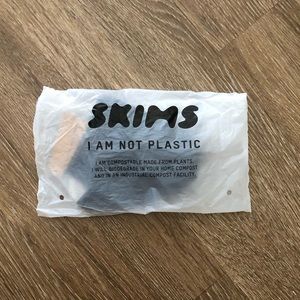 SKIMS
I AM NOT PLASTIC
I AM COMPOSTABLE MADE FROM PLANTS.
I WILL BIODEGRADE IN YOUR HOME COMPOST
AND IN AN INDUSTRIAL COMPOST FACILITY.